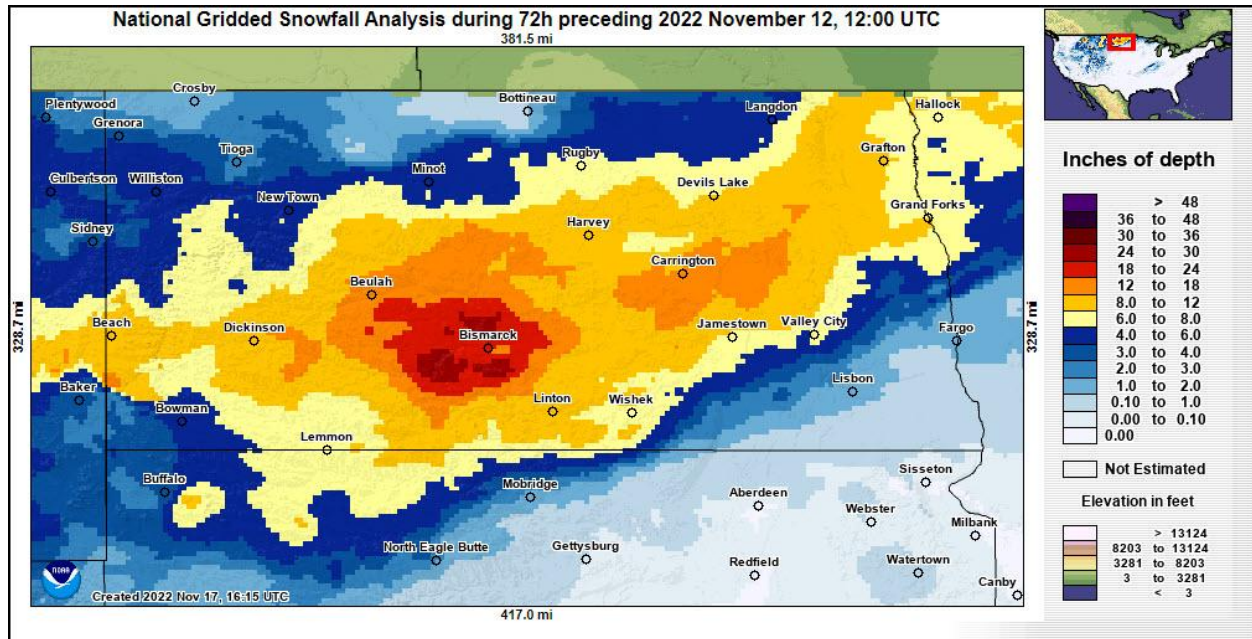 National Gridded Snowfall Analysis during 72h preceding 2022 November 12, 12:00 UTC
381.5 mi
Crosby
Plentywood
Bottineau
Langdon
Hallock
Grenora
Tioga
Rugby
Grafton
Minot
Culbertson
Williston
Devils Lake
New Town
Grand Forks
Sidney
Harvey
Carrington
Beulah
328.7 mi
Beach
Dickinson
Bismarck
Jamestown
Valley City
Fargo
328.7 mi
Baker
Lisbon
Bowman
Linton
Wishek
Lemmon
Buffalo
Mobridge
Aberdeen
Sisseton
Webster
Milbank
North Eagle Butte
Gettysburg
Redfield
Watertown
Canby
NOAA
Created 2022 Nov 17, 16:15 UTC
417.0 mi
Inches of depth
> 48
36 to 48
30 to 36
24 to 30
18 to 24
12 to 18
8.0 to 12
6.0 to 8.0
4.0 to 6.0
3.0 to 4.0
2.0 to 3.0
1.0 to 2.0
0.10 to 1.0
0.00 to 0.10
0.00
Not Estimated
Elevation in feet
> 13124
8203 to 13124
3281 to 8203
3 to 3281
< 3